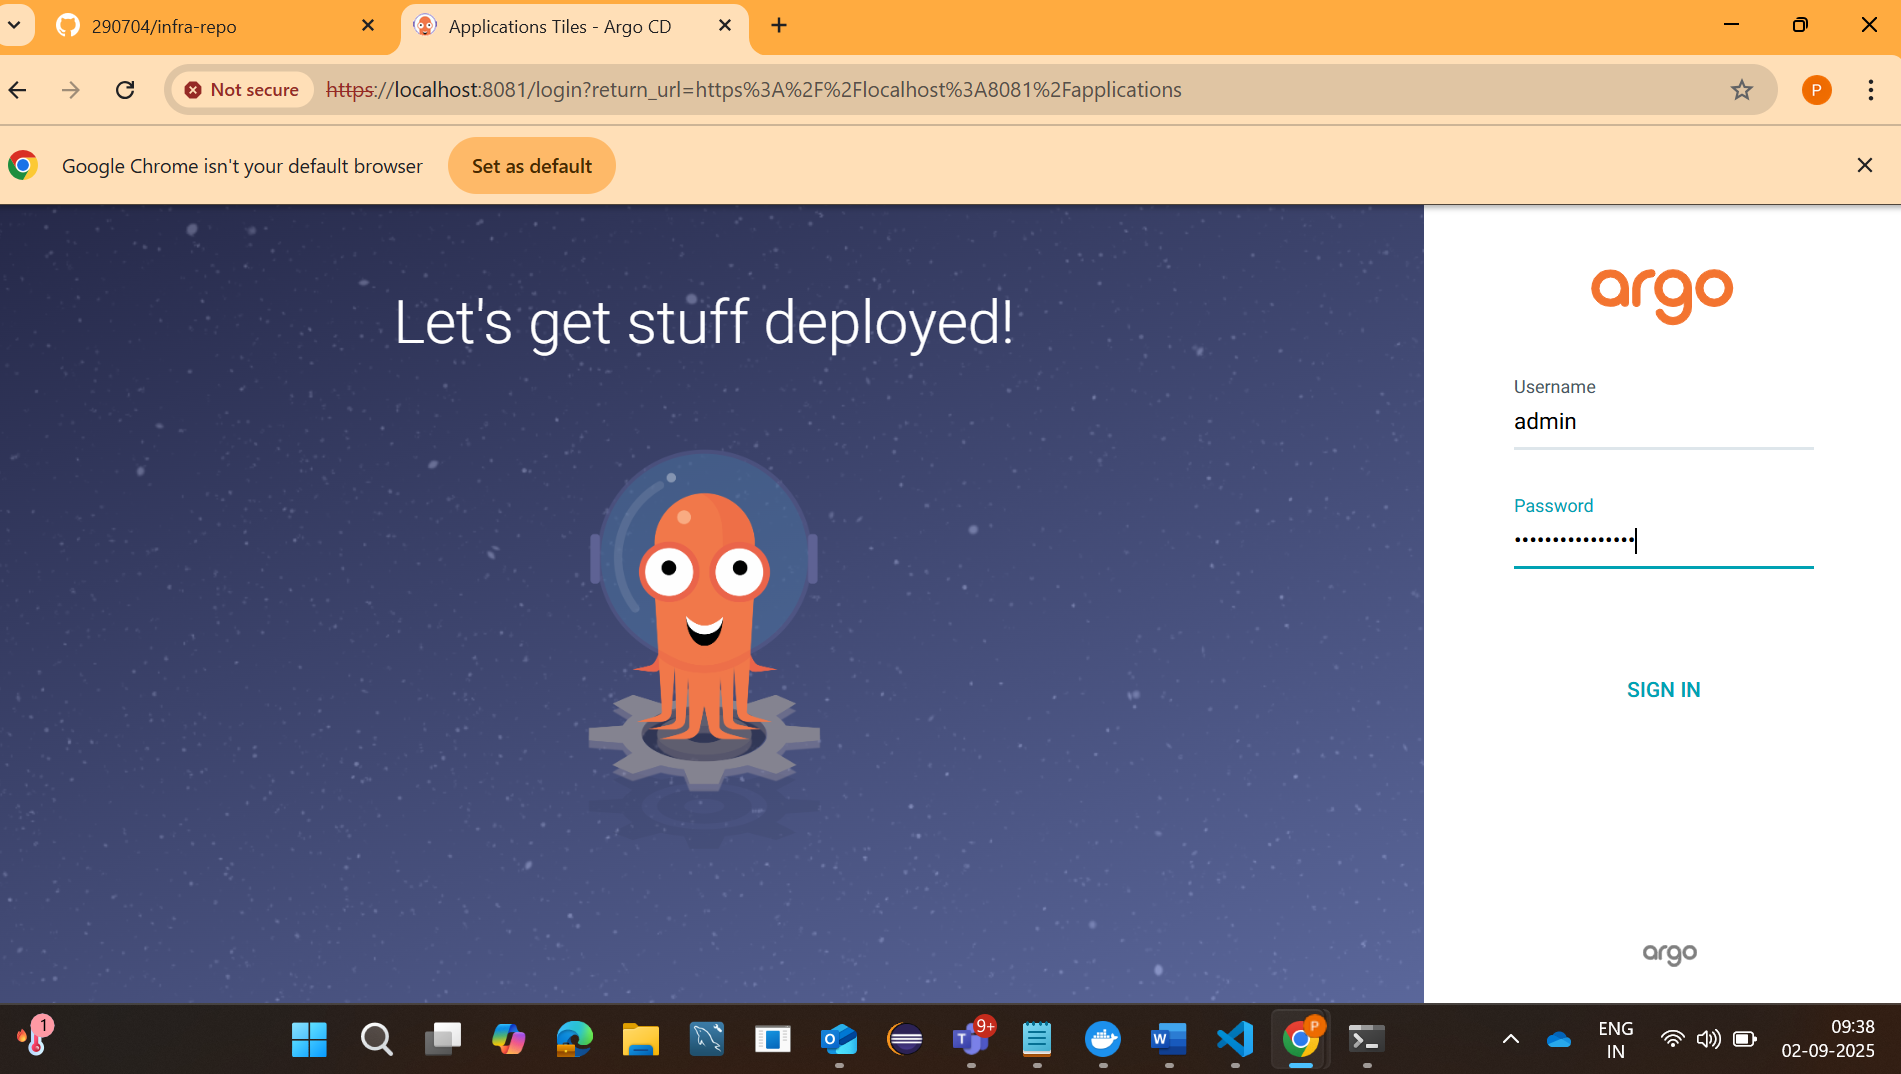 290704/infra-repo
Applications Tiles - Argo CD
Not secure
https://localhost:8081/login?return_url=https%3A%2F%2Flocalhost%3A8081%2Fapplications
P
Google Chrome isn't your default browser
Set as default
Let's get stuff deployed!
argo
Username
admin
Password
••••••••••••••••
SIGN IN
argo
1
9+
P
ENG
IN
09:38
02-09-2025